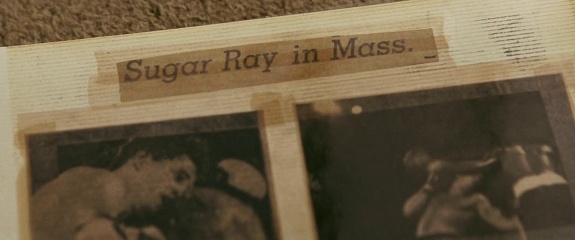 Sugar Ray in Mass. _